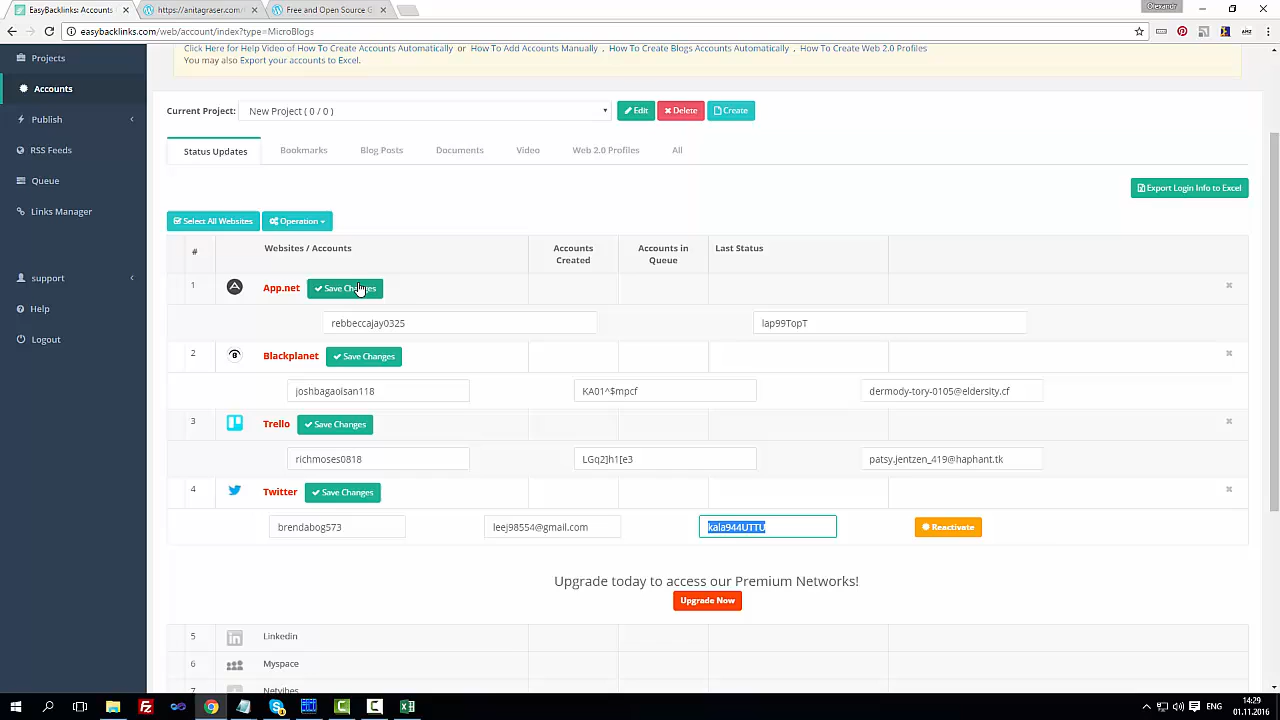 Olexandr
EasyBacklinks: Accounts
https://anitagraser.com/
Free and Open Source G
easybacklinks.com/web/account/index?type=MicroBlogs
Click Here for Help Video of How To Create Accounts Automatically or How To Add Accounts Manually , How To Create Blogs Accounts Automatically , How To Create Web 2.0 Profiles
You may also Export your accounts to Excel.
Projects
Accounts
Publish
RSS Feeds
Queue
Links Manager
support
Help
Logout
Current Project: New Project ( 0 / 0 ) Edit Delete Create
Status Updates Bookmarks Blog Posts Documents Video Web 2.0 Profiles All
Export Login Info to Excel
Select All Websites Operation
# Websites / Accounts Accounts Created Accounts in Queue Last Status
1 App.net Save Changes
rebbeccajay0325 lap99TopT
2 Blackplanet Save Changes
joshbagaoisan118 KA01^$mpcf dermody-tory-0105@eldersity.cf
3 Trello Save Changes
richmoses0818 LGq2]h1[e3 patsy.jentzen_419@haphant.tk
4 Twitter Save Changes
brendabog573 leej98554@gmail.com kala944UTTU Reactivate
Upgrade today to access our Premium Networks!
Upgrade Now
5 Linkedin
6 Myspace
7 Netvibes
ENG
14:29
01.11.2016